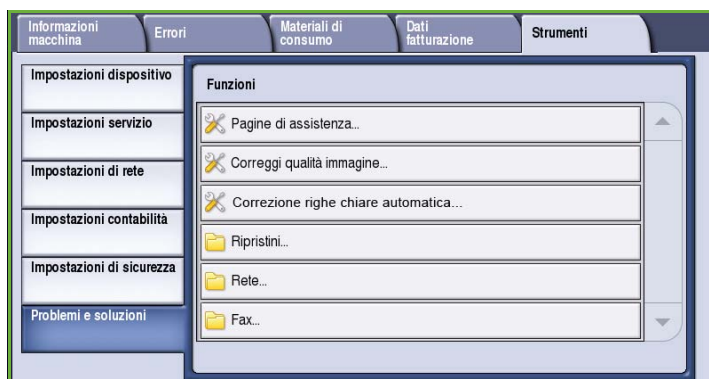 Informazioni macchina
Errori
Materiali di consumo
Dati fatturazione
Strumenti
Impostazioni dispositivo
Impostazioni servizio
Impostazioni di rete
Impostazioni contabilità
Impostazioni di sicurezza
Problemi e soluzioni
Funzioni
Pagine di assistenza...
Correggi qualità immagine...
Correzione righe chiare automatica...
Ripristini...
Rete...
Fax...